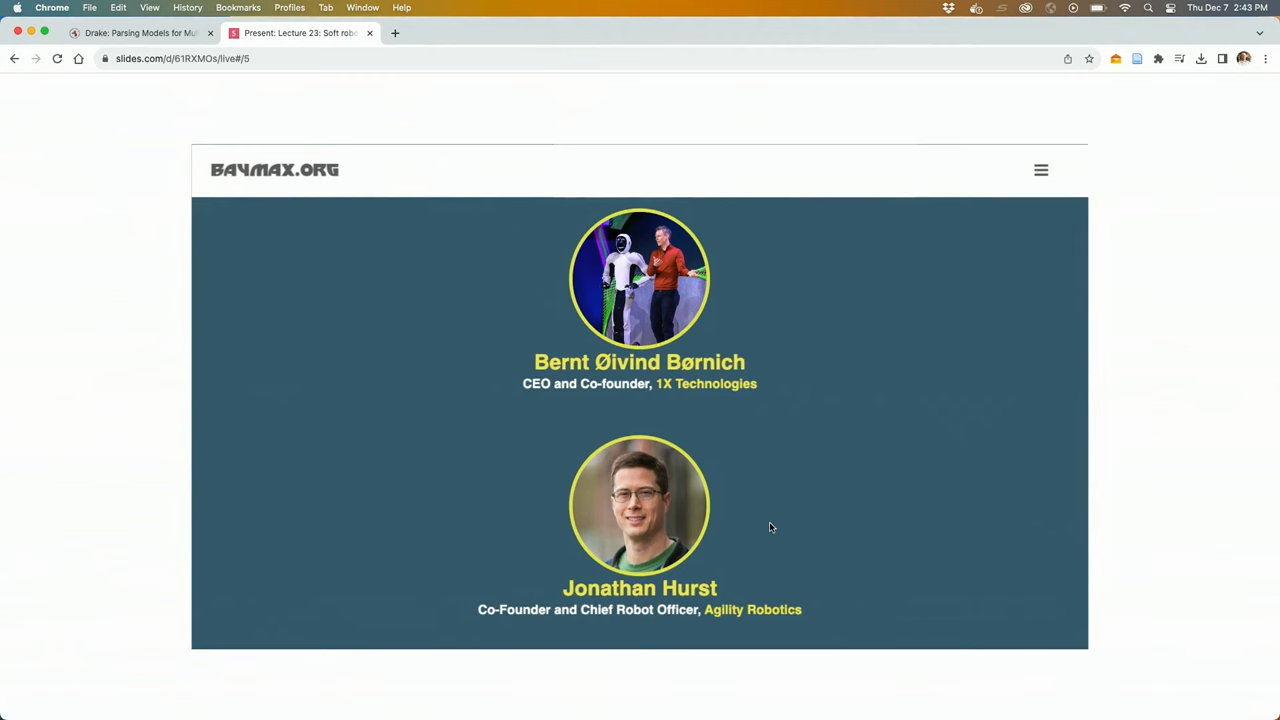 Chrome File Edit View History Bookmarks Profiles Tab Window Help Thu Dec 7 2:43 PM
Drake: Parsing Models for Mul Present: Lecture 23: Soft robo
slides.com/d/61RXMOs/live#/5
BAYMAX.ORG
Bernt Øivind Børnich
CEO and Co-founder, 1X Technologies
Jonathan Hurst
Co-Founder and Chief Robot Officer, Agility Robotics